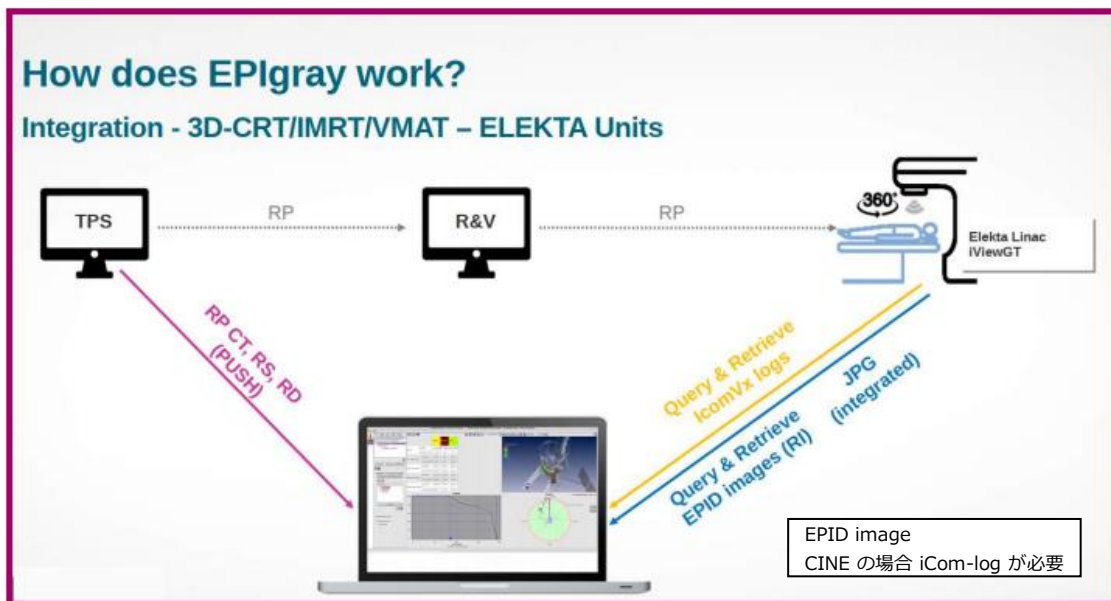 How does EPIgray work?
Integration - 3D-CRT/IMRT/VMAT – ELEKTA Units
TPS
RP
R&V
RP
360°
Elekta Linac
iViewGT
RP CT, RS, RD
(PUSH)
Query & Retrieve
IcomVx logs
Query & Retrieve JPG
EPID images (RI) (integrated)
EPID image
CINE の場合 iCom-log が必要